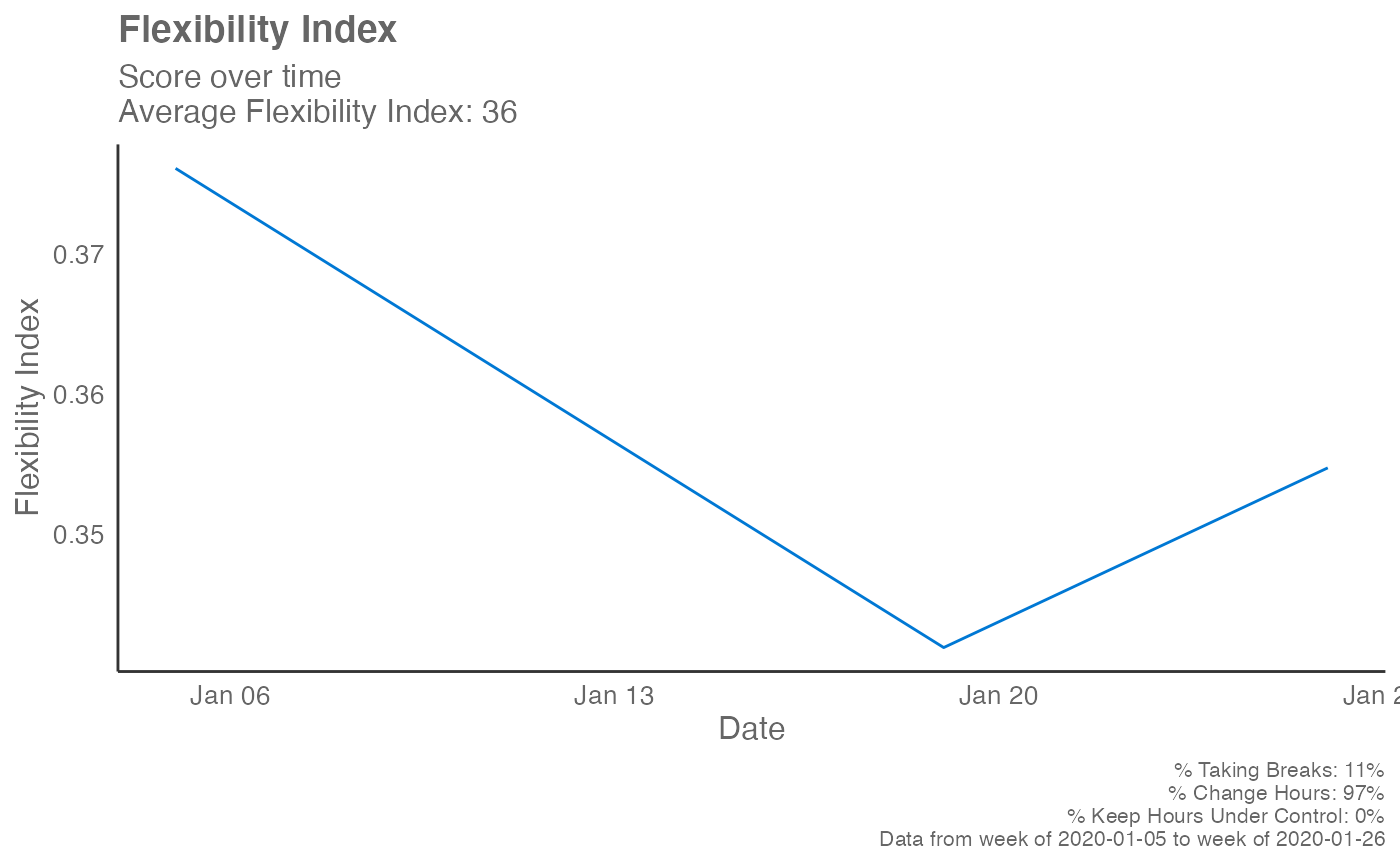 Flexibility Index
Score over time
Average Flexibility Index: 36
Flexibility Index
0.37
0.36
0.35
Jan 06
Jan 13
Jan 20
Jan 2
Date
% Taking Breaks: 11%
% Change Hours: 97%
% Keep Hours Under Control: 0%
Data from week of 2020-01-05 to week of 2020-01-26